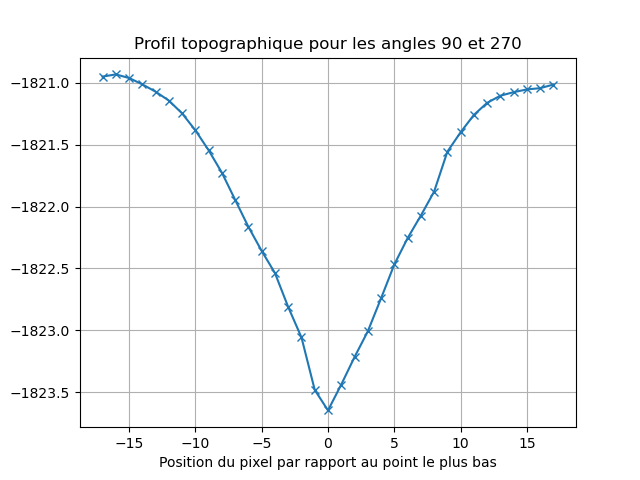 Profil topographique pour les angles 90 et 270
−1821.0
−1821.5
−1822.0
−1822.5
−1823.0
−1823.5
−15 −10 −5 0 5 10 15
Position du pixel par rapport au point le plus bas